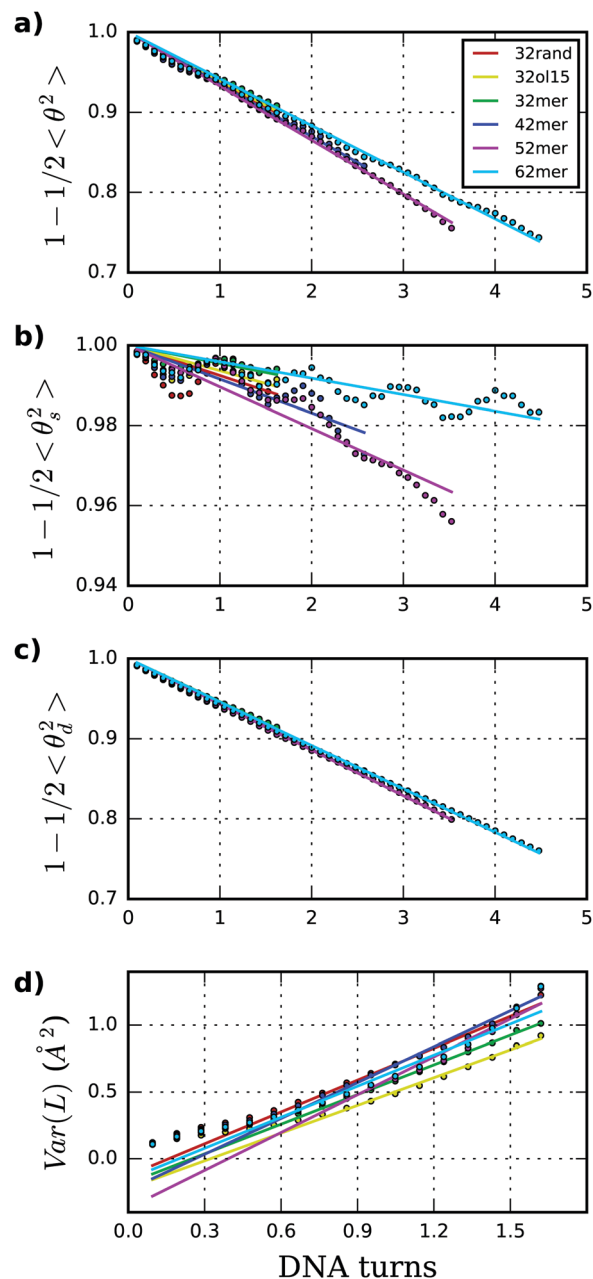 a)
1 − 1/2 < θ² >
1.0
0.9
0.8
0.7
0 1 2 3 4 5
32rand
32ol15
32mer
42mer
52mer
62mer
b)
1 − 1/2 < θ²ₛ >
1.00
0.98
0.96
0.94
0 1 2 3 4 5
c)
1 − 1/2 < θ²_d >
1.0
0.9
0.8
0.7
0 1 2 3 4 5
d)
Var(L) (Å²)
1.0
0.5
0.0
0.0 0.3 0.6 0.9 1.2 1.5
DNA turns